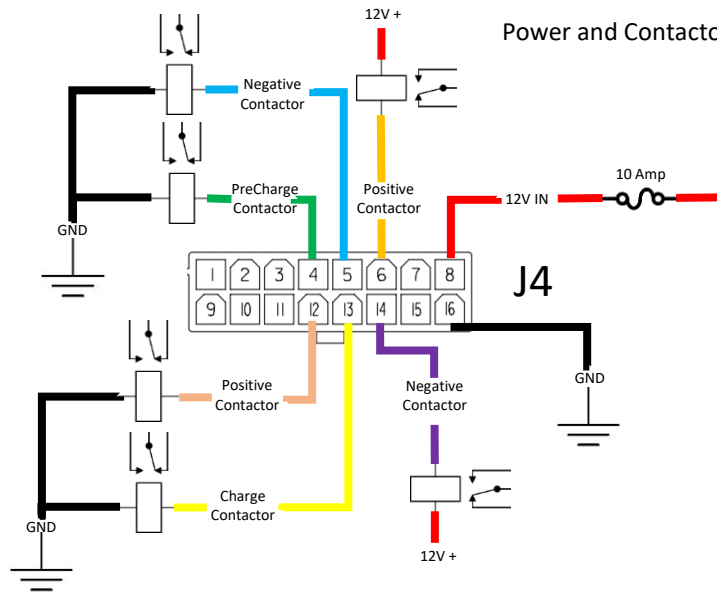 12V +
Power and Contacto
Negative
Contactor
10 Amp
PreCharge
Contactor
Positive
Contactor
12V IN
GND
1 2 3 4 5 6 7 8
J4
9 10 11 12 13 14 15 16
Positive
Contactor
Negative
Contactor
GND
Charge
Contactor
GND
12V +